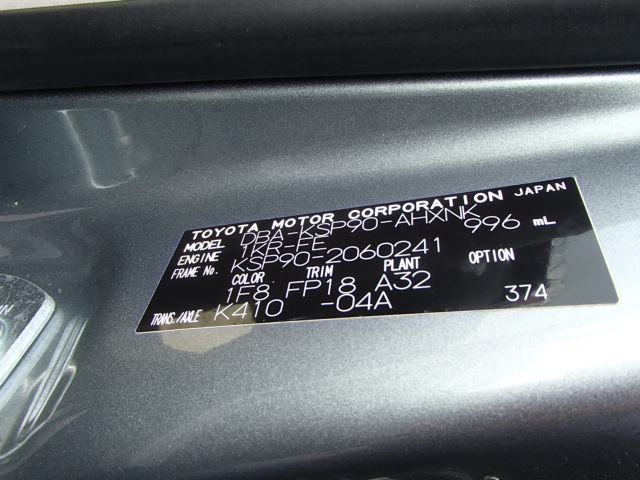 TOYOTA MOTOR CORPORATION JAPAN
MODEL DBA-KSP90-AHXNK
ENGINE 1KR-FE 996 mL
FRAME No. KSP90-2060241
COLOR TRIM PLANT OPTION
1F8 FP18 A32
TRANS./AXLE K410 -04A 374